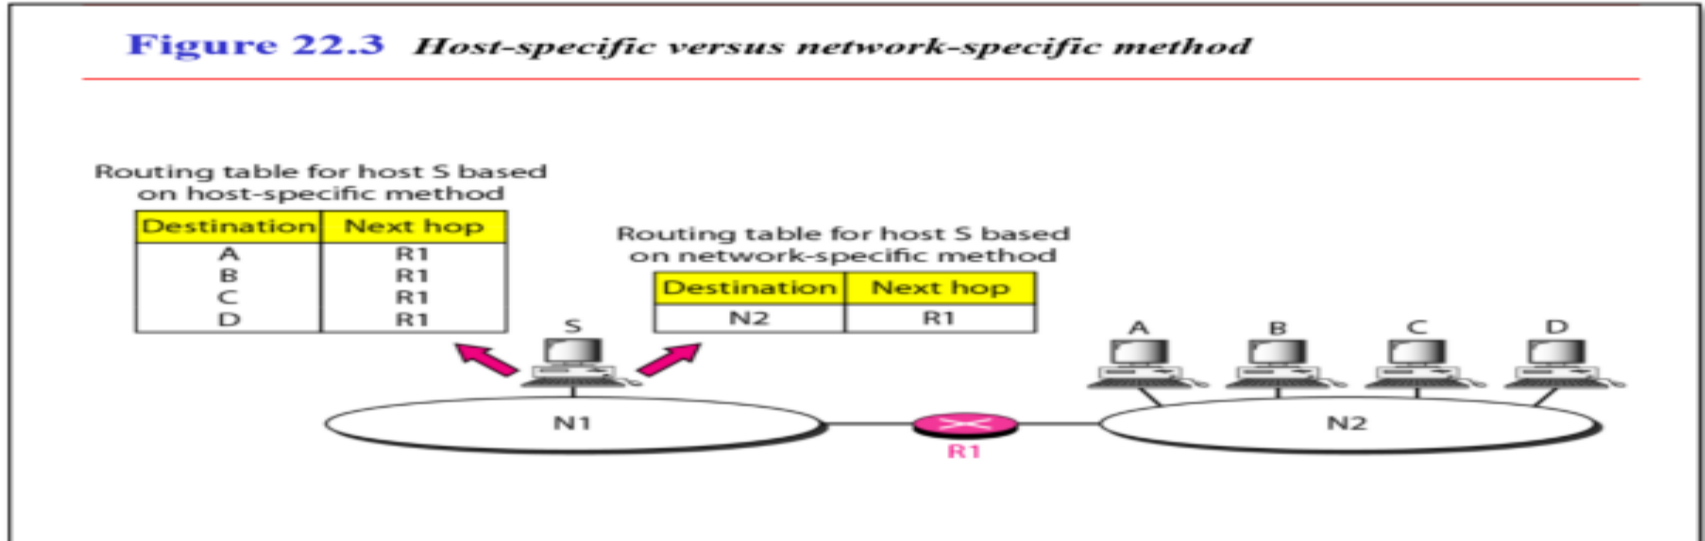 Figure 22.3 Host-specific versus network-specific method
Routing table for host S based
on host-specific method
Destination Next hop
A R1
B R1
C R1
D R1
Routing table for host S based
on network-specific method
Destination Next hop
N2 R1
S
A B C D
N1
R1
N2